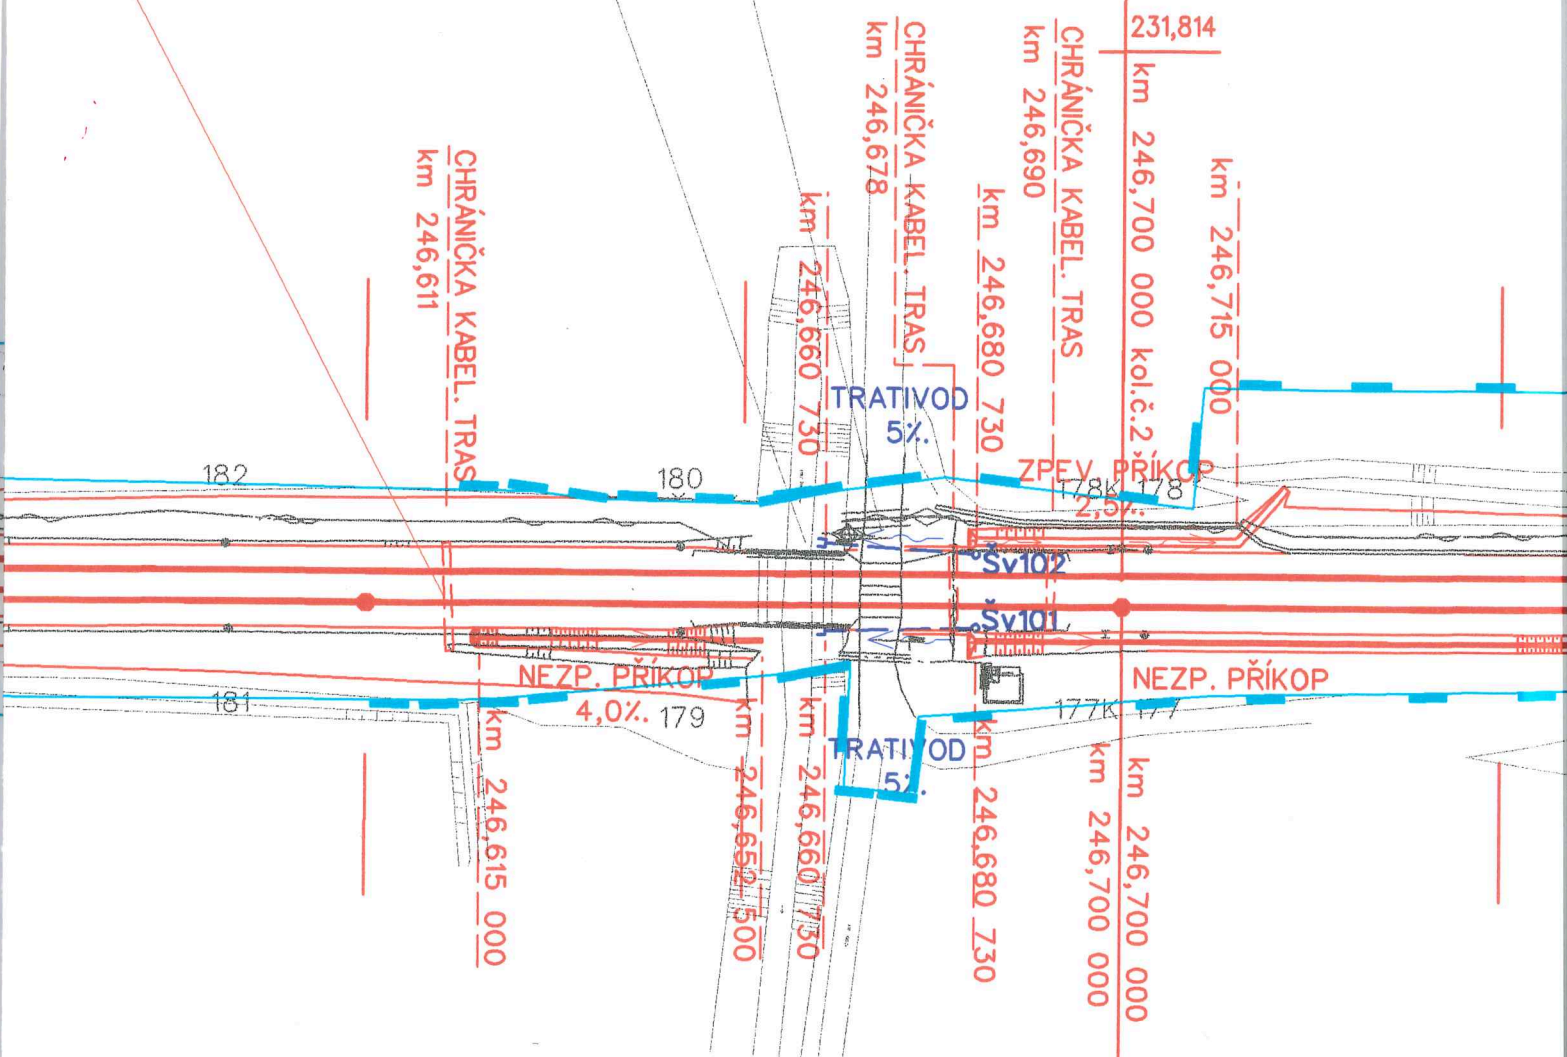 231,814
CHRÁNIČKA KABEL. TRAS
km 246,611
km 246,660 730
CHRÁNIČKA KABEL. TRAS
km 246,678
km 246,680 730
CHRÁNIČKA KABEL. TRAS
km 246,690
km 246,700 000 kol.č.2
km 246,715 000
TRATIVOD
5‰
182
180
ZPEV. PŘÍKOP
178K 178
2,5‰
Šv102
Šv101
NEZP. PŘÍKOP
4,0‰
NEZP. PŘÍKOP
181
179
177K 177
TRATIVOD
5‰
km 246,615 000
km 246,652 500
km 246,660 730
km 246,680 730
km 246,700 000
km 246,700 000